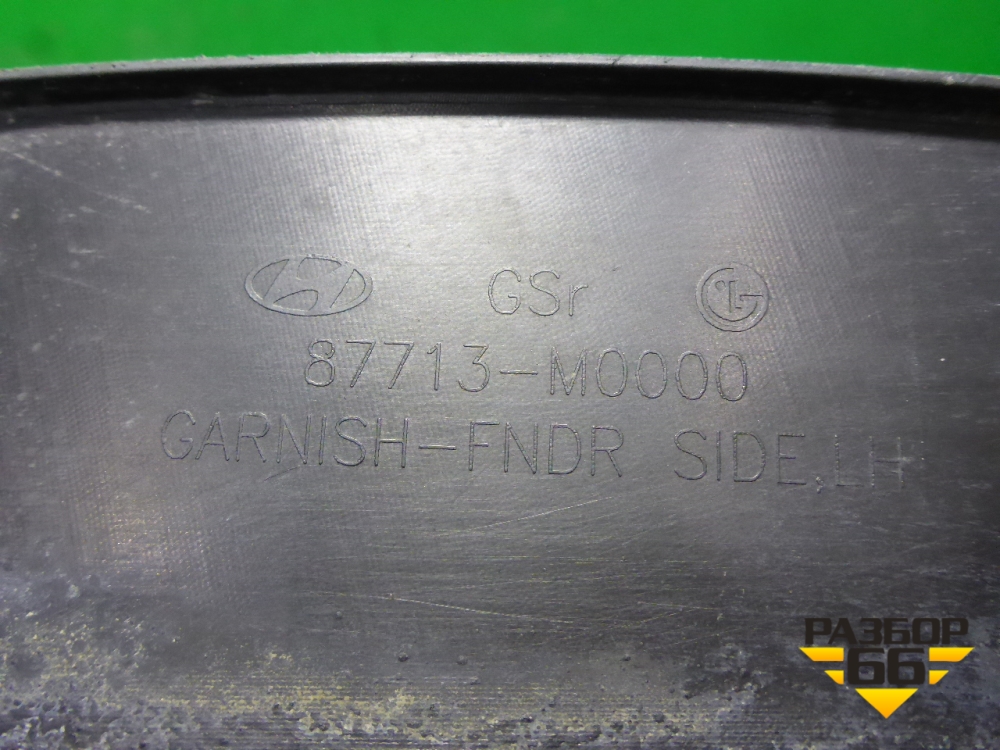 GSr
87713-M0000
GARNISH-FNDR SIDE,LH
РАЗБОР
66